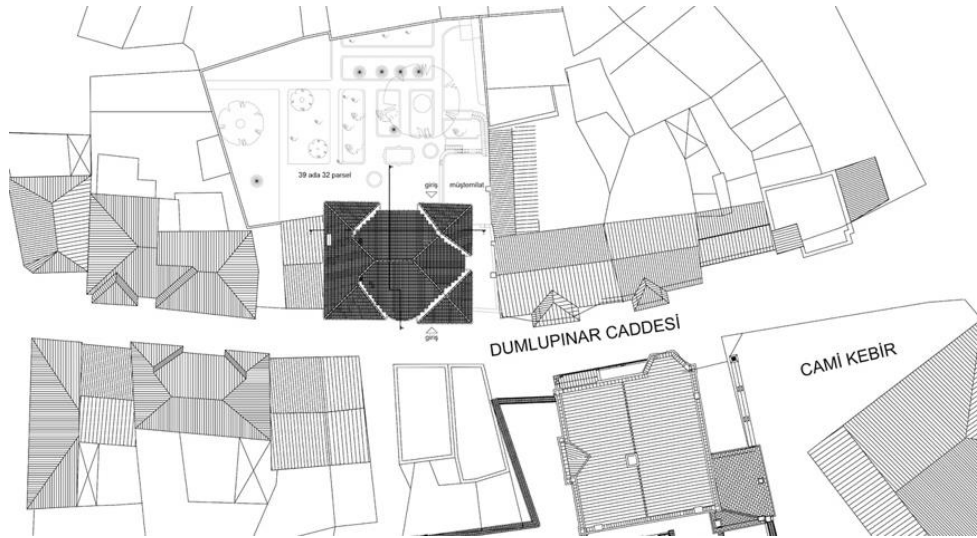 39 ada 32 parsel
giriş
müştemilat
giriş
DUMLUPINAR CADDESİ
CAMİ KEBİR